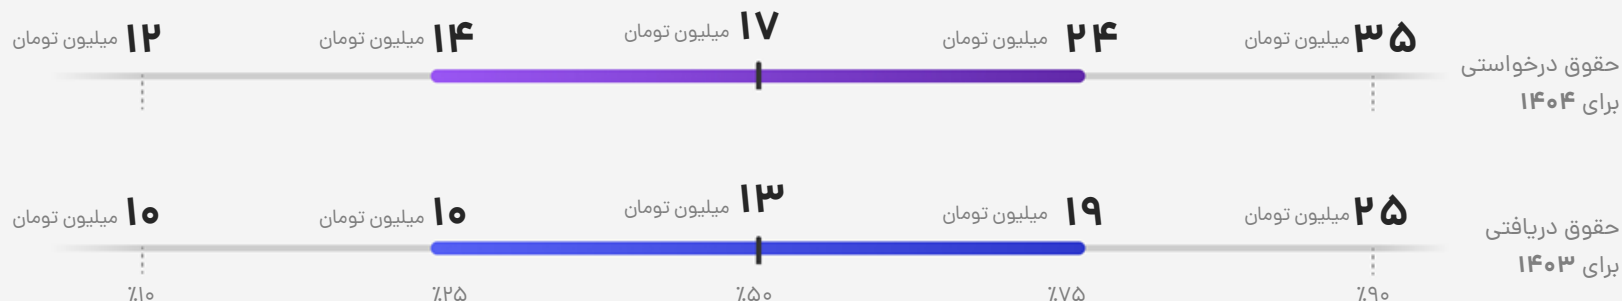 حقوق درخواستی
برای ۱۴۰۴
۱۲ میلیون تومان
۱۴ میلیون تومان
۱۷ میلیون تومان
۲۴ میلیون تومان
۳۵ میلیون تومان
حقوق دریافتی
برای ۱۴۰۳
۱۰ میلیون تومان
۱۰ میلیون تومان
۱۳ میلیون تومان
۱۹ میلیون تومان
۲۵ میلیون تومان
٪۱۰
٪۲۵
٪۵۰
٪۷۵
٪۹۰